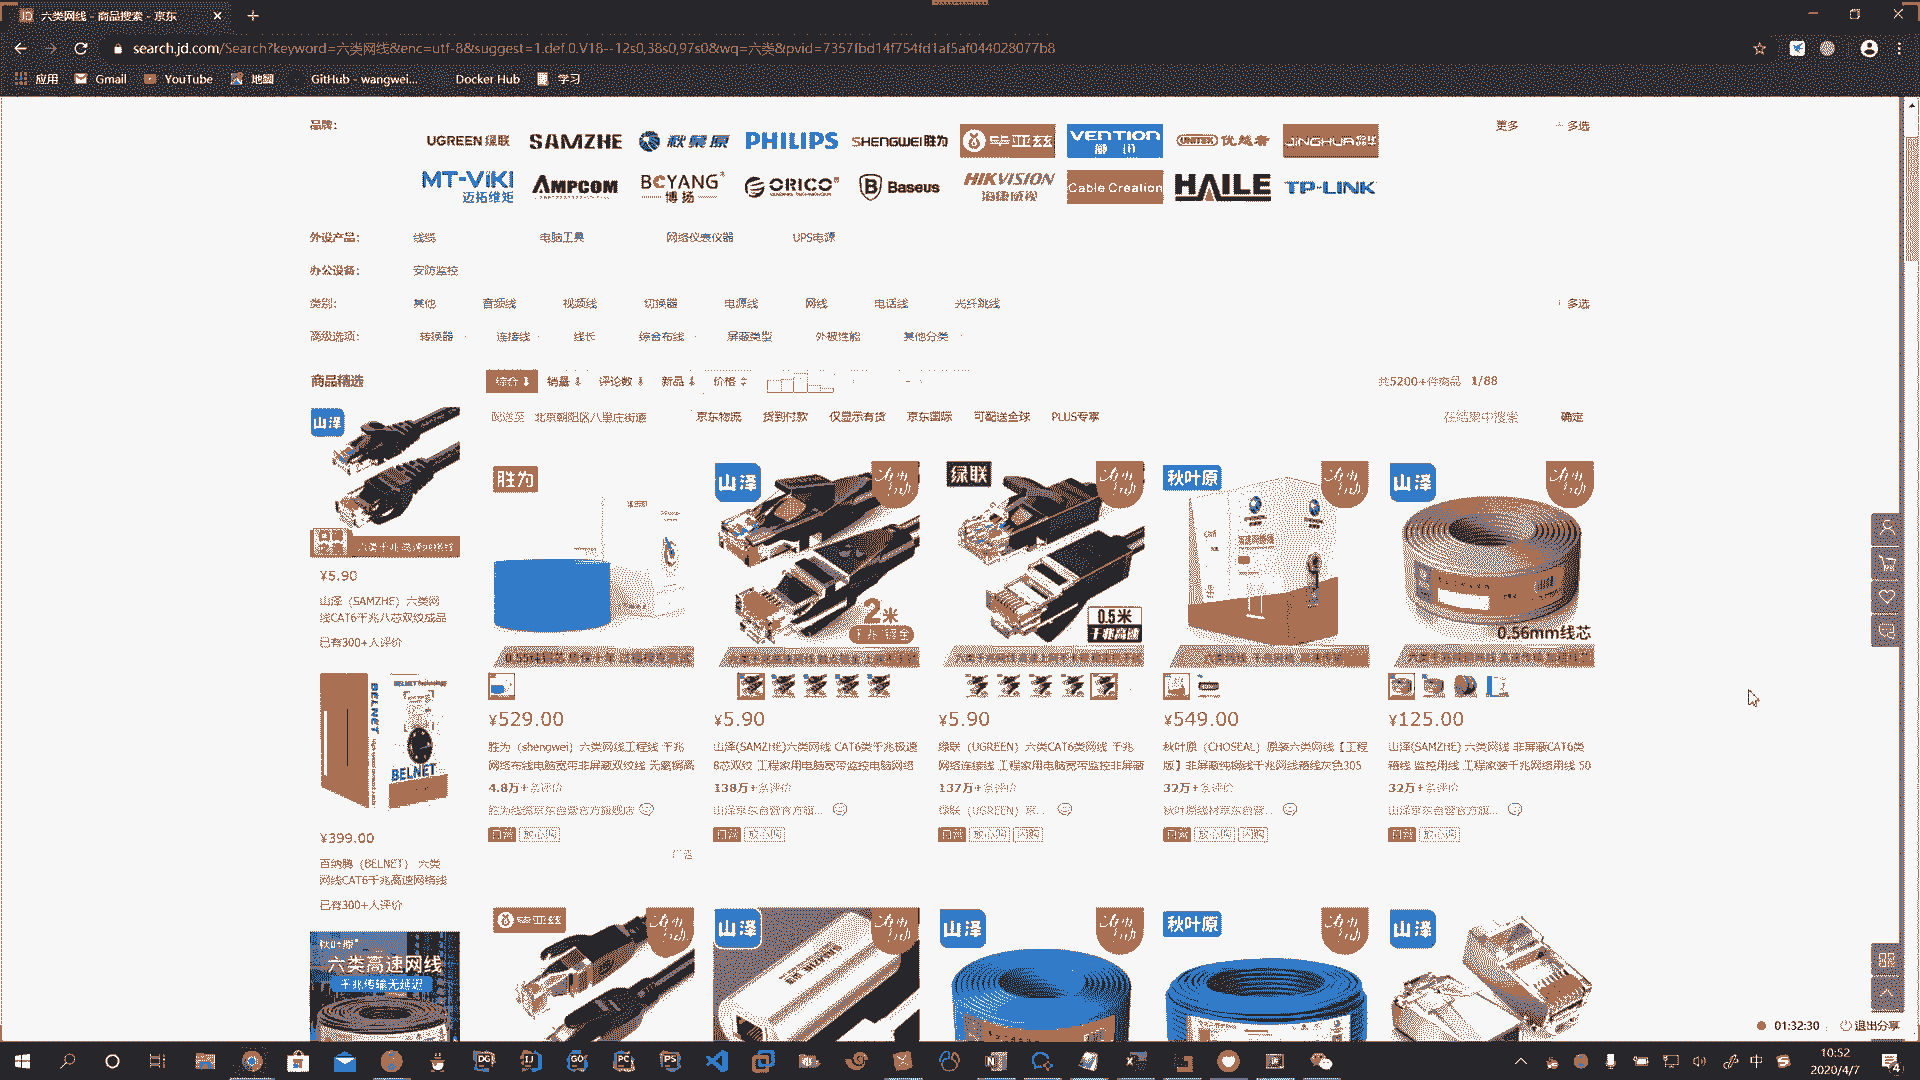 六类网线 - 商品搜索 - 京东
search.jd.com/Search?keyword=六类网线&enc=utf-8&suggest=1.def.0.V18--12s0,38s0,97s0&wq=六类&pvid=7357fbd14f754fd1af5af044028077b8
应用 Gmail YouTube 地图 GitHub - wangwei... Docker Hub 学习
品牌:
UGREEN 绿联 SAMZHE 秋葉原 PHILIPS SHENGWEI胜为 毕亚兹 VENTION UNITEK 优越者 JINGHUA晶华
更多 多选
MT-VIKI 迈拓维矩 AMPCOM BOYANG 博扬 ORICO Baseus HIKVISION 海康威视 Cable Creation HAILE TP-LINK
外设产品: 线缆 电脑工具 网络仪表仪器 UPS电源
办公设备: 安防监控
类别: 其他 音频线 视频线 切换器 电源线 网线 电话线 光纤跳线 多选
高级选项: 转换器 连接线 线长 综合布线 屏蔽类型 外被性能 其他分类
商品精选 综合 销量 评论数 新品 价格 共5200+件商品 1/88
配送至 北京朝阳区八里庄街道 京东物流 货到付款 仅显示有货 京东国际 可配送全球 PLUS专享 在结果中搜索 确定
山泽
¥5.90
山泽（SAMZHE）六类网
线CAT6千兆八芯双绞成品
已有300+人评价
BELNET
¥399.00
百纳腾（BELNET） 六类
网线CAT6千兆高速网络线
已有300+人评价
秋叶原
六类高速网线
千兆传输无延迟
胜为
¥529.00
胜为（shengwei）六类网线工程线 千兆
网络布线电脑宽带非屏蔽双绞线 无氧铜高
4.8万+条评价
胜为线缆京东自营官方旗舰店
自营 放心购
广告
山泽
2米
¥5.90
山泽(SAMZHE)六类网线 CAT6类千兆极速
8芯双绞 工程家用电脑宽带监控电脑网络
138万+条评价
山泽京东自营官方旗...
自营 放心购
绿联
0.5米
千兆高速
¥5.90
绿联（UGREEN）六类CAT6类网线 千兆
网络连接线 工程家用电脑宽带监控非屏蔽
137万+条评价
绿联（UGREEN）京...
自营 放心购
秋叶原
¥549.00
秋叶原（CHOSEAL）原装六类网线【工程
版】非屏蔽纯铜线千兆网线箱线灰色305
32万+条评价
秋叶原线材京东自营...
自营 放心购
山泽
0.56mm线芯
¥125.00
山泽(SAMZHE) 六类网线 非屏蔽CAT6类
箱线 监控用线 工程家装千兆网络用线 50
32万+条评价
山泽京东自营官方旗...
自营 放心购
毕亚兹
山泽
山泽
秋叶原
山泽
01:32:30 退出分享
中 10:52
2020/4/7